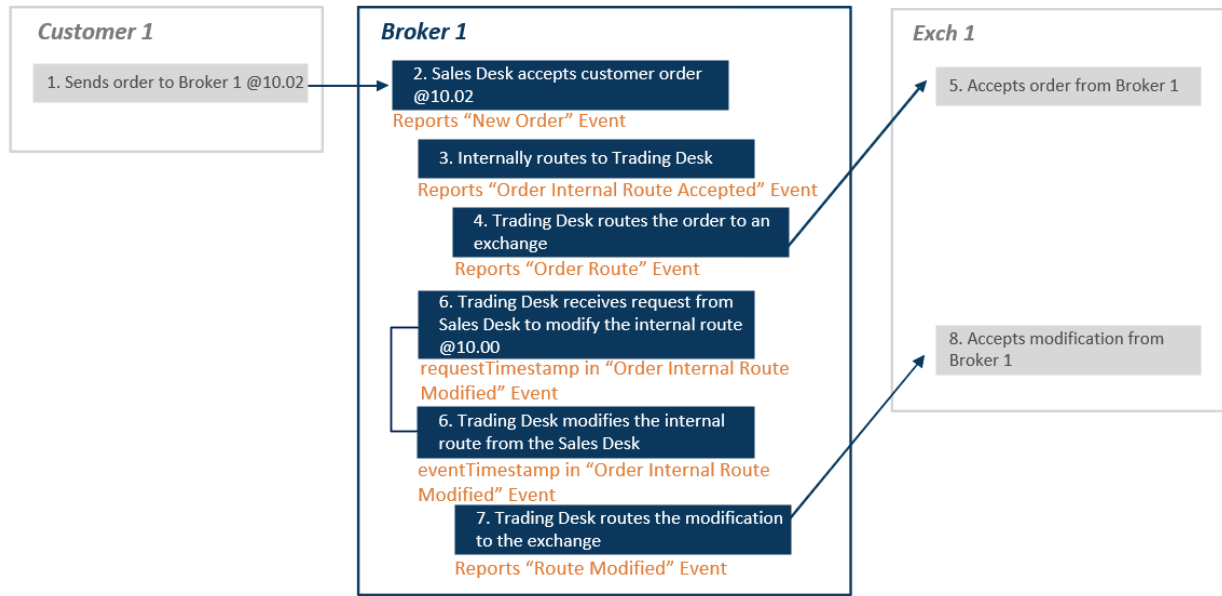 Customer 1
1. Sends order to Broker 1 @10.02
Broker 1
2. Sales Desk accepts customer order
@10.02
Reports “New Order” Event
3. Internally routes to Trading Desk
Reports “Order Internal Route Accepted” Event
4. Trading Desk routes the order to an
exchange
Reports “Order Route” Event
6. Trading Desk receives request from
Sales Desk to modify the internal route
@10.00
requestTimestamp in “Order Internal Route
Modified” Event
6. Trading Desk modifies the internal
route from the Sales Desk
eventTimestamp in “Order Internal Route
Modified” Event
7. Trading Desk routes the modification
to the exchange
Reports “Route Modified” Event
Exch 1
5. Accepts order from Broker 1
8. Accepts modification from
Broker 1